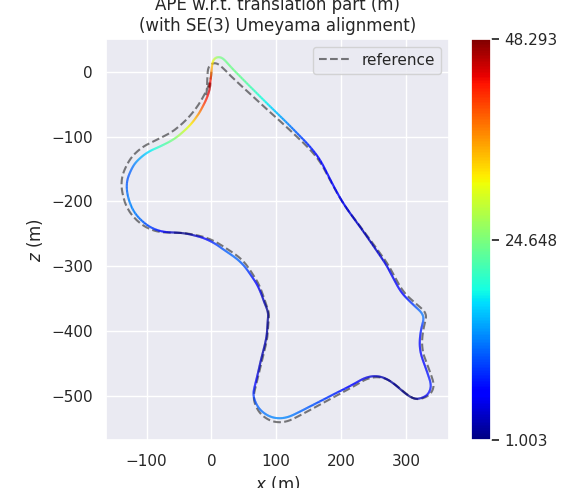 APE w.r.t. translation part (m)
(with SE(3) Umeyama alignment)
reference
48.293
24.648
1.003
0
−100
−200
−300
−400
−500
z (m)
−100 0 100 200 300
x (m)